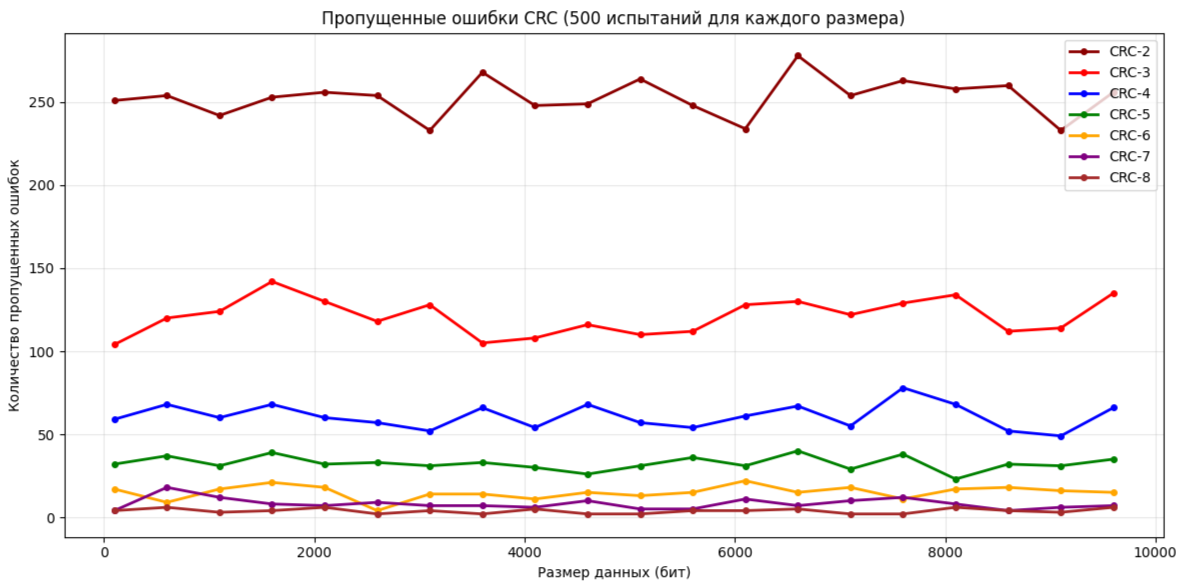 Пропущенные ошибки CRC (500 испытаний для каждого размера)
CRC-2
CRC-3
CRC-4
CRC-5
CRC-6
CRC-7
CRC-8
Количество пропущенных ошибок
250
200
150
100
50
0
0 2000 4000 6000 8000 10000
Размер данных (бит)